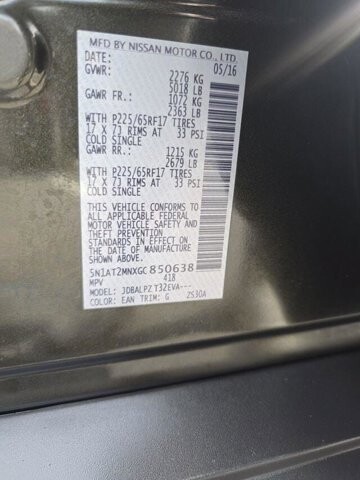 MFD BY NISSAN MOTOR CO., LTD.
DATE: 05/16
GVWR: 2276 KG
5018 LB
GAWR FR.: 1072 KG
2363 LB
WITH P225/65RF17 TIRES
17 X 7J RIMS AT 33 PSI
COLD SINGLE
GAWR RR.: 1215 KG
2679 LB
WITH P225/65RF17 TIRES
17 X 7J RIMS AT 33 PSI
COLD SINGLE
THIS VEHICLE CONFORMS TO
ALL APPLICABLE FEDERAL
MOTOR VEHICLE SAFETY AND
THEFT PREVENTION
STANDARDS IN EFFECT ON
THE DATE OF MANUFACTURE
SHOWN ABOVE.
5N1AT2MNXGC850638
MPV 418
MODEL: JDBALPZ T32EVA---
COLOR: EAN TRIM: G 2S30A